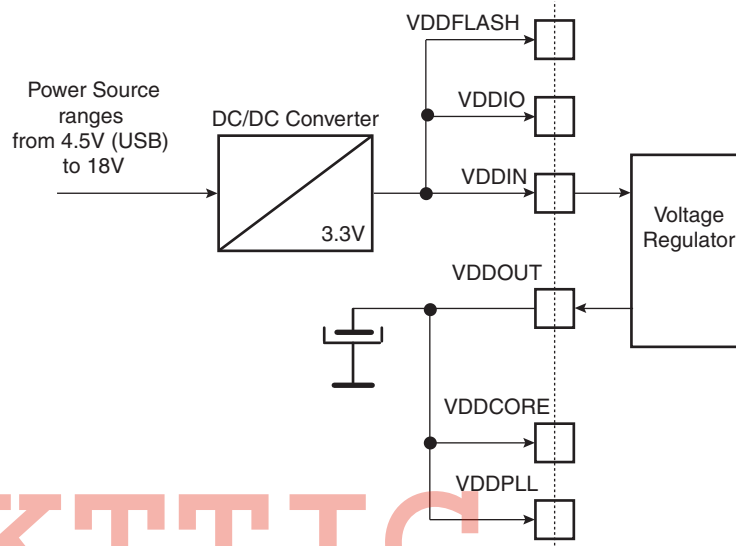 VDDFLASH
Power Source
ranges
from 4.5V (USB)
to 18V
DC/DC Converter
3.3V
VDDIO
VDDIN
Voltage
Regulator
VDDOUT
VDDCORE
VDDPLL